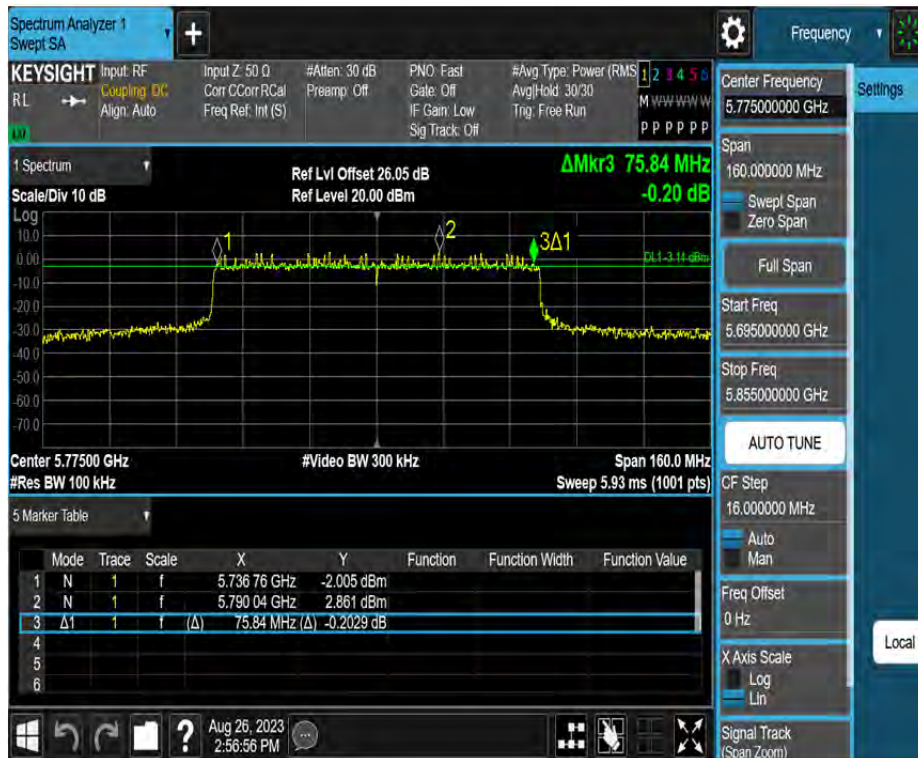 Spectrum Analyzer 1
Swept SA
+
Frequency
KEYSIGHT
RL
Input: RF
Coupling: DC
Align: Auto
Input Z: 50 Ω
Corr CCorr RCal
Freq Ref: Int (S)
#Atten: 30 dB
Preamp: Off
PNO: Fast
Gate: Off
IF Gain: Low
Sig Track: Off
#Avg Type: Power (RMS
Avg|Hold: 30/30
Trig: Free Run
1 2 3 4 5 6
M W W W W W
P P P P P P
1 Spectrum
Scale/Div 10 dB
Ref Lvl Offset 26.05 dB
Ref Level 20.00 dBm
ΔMkr3 75.84 MHz
-0.20 dB
Log
10.0
0.00
-10.0
-20.0
-30.0
-40.0
-50.0
-60.0
-70.0
1
2
3Δ1
DL1 -3.14 dBm
Center 5.77500 GHz
#Res BW 100 kHz
#Video BW 300 kHz
Span 160.0 MHz
Sweep 5.93 ms (1001 pts)
5 Marker Table
Mode Trace Scale X Y Function Function Width Function Value
1 N 1 f 5.736 76 GHz -2.005 dBm
2 N 1 f 5.790 04 GHz 2.861 dBm
3 Δ1 1 f (Δ) 75.84 MHz (Δ) -0.2029 dB
4
5
6
?
Aug 26, 2023
2:56:56 PM
Center Frequency
5.775000000 GHz
Span
160.000000 MHz
Swept Span
Zero Span
Full Span
Start Freq
5.695000000 GHz
Stop Freq
5.855000000 GHz
AUTO TUNE
CF Step
16.000000 MHz
Auto
Man
Freq Offset
0 Hz
X Axis Scale
Log
Lin
Signal Track
(Span Zoom)
Settings
Local